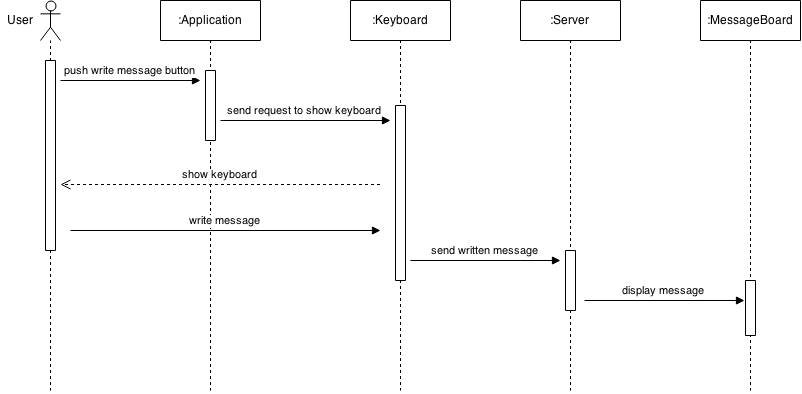 User
:Application
:Keyboard
:Server
:MessageBoard
push write message button
send request to show keyboard
show keyboard
write message
send written message
display message